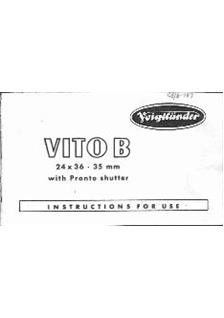 Voigtländer
VITO B
24 x 36 · 35 mm
with Pronto shutter
INSTRUCTIONS FOR USE